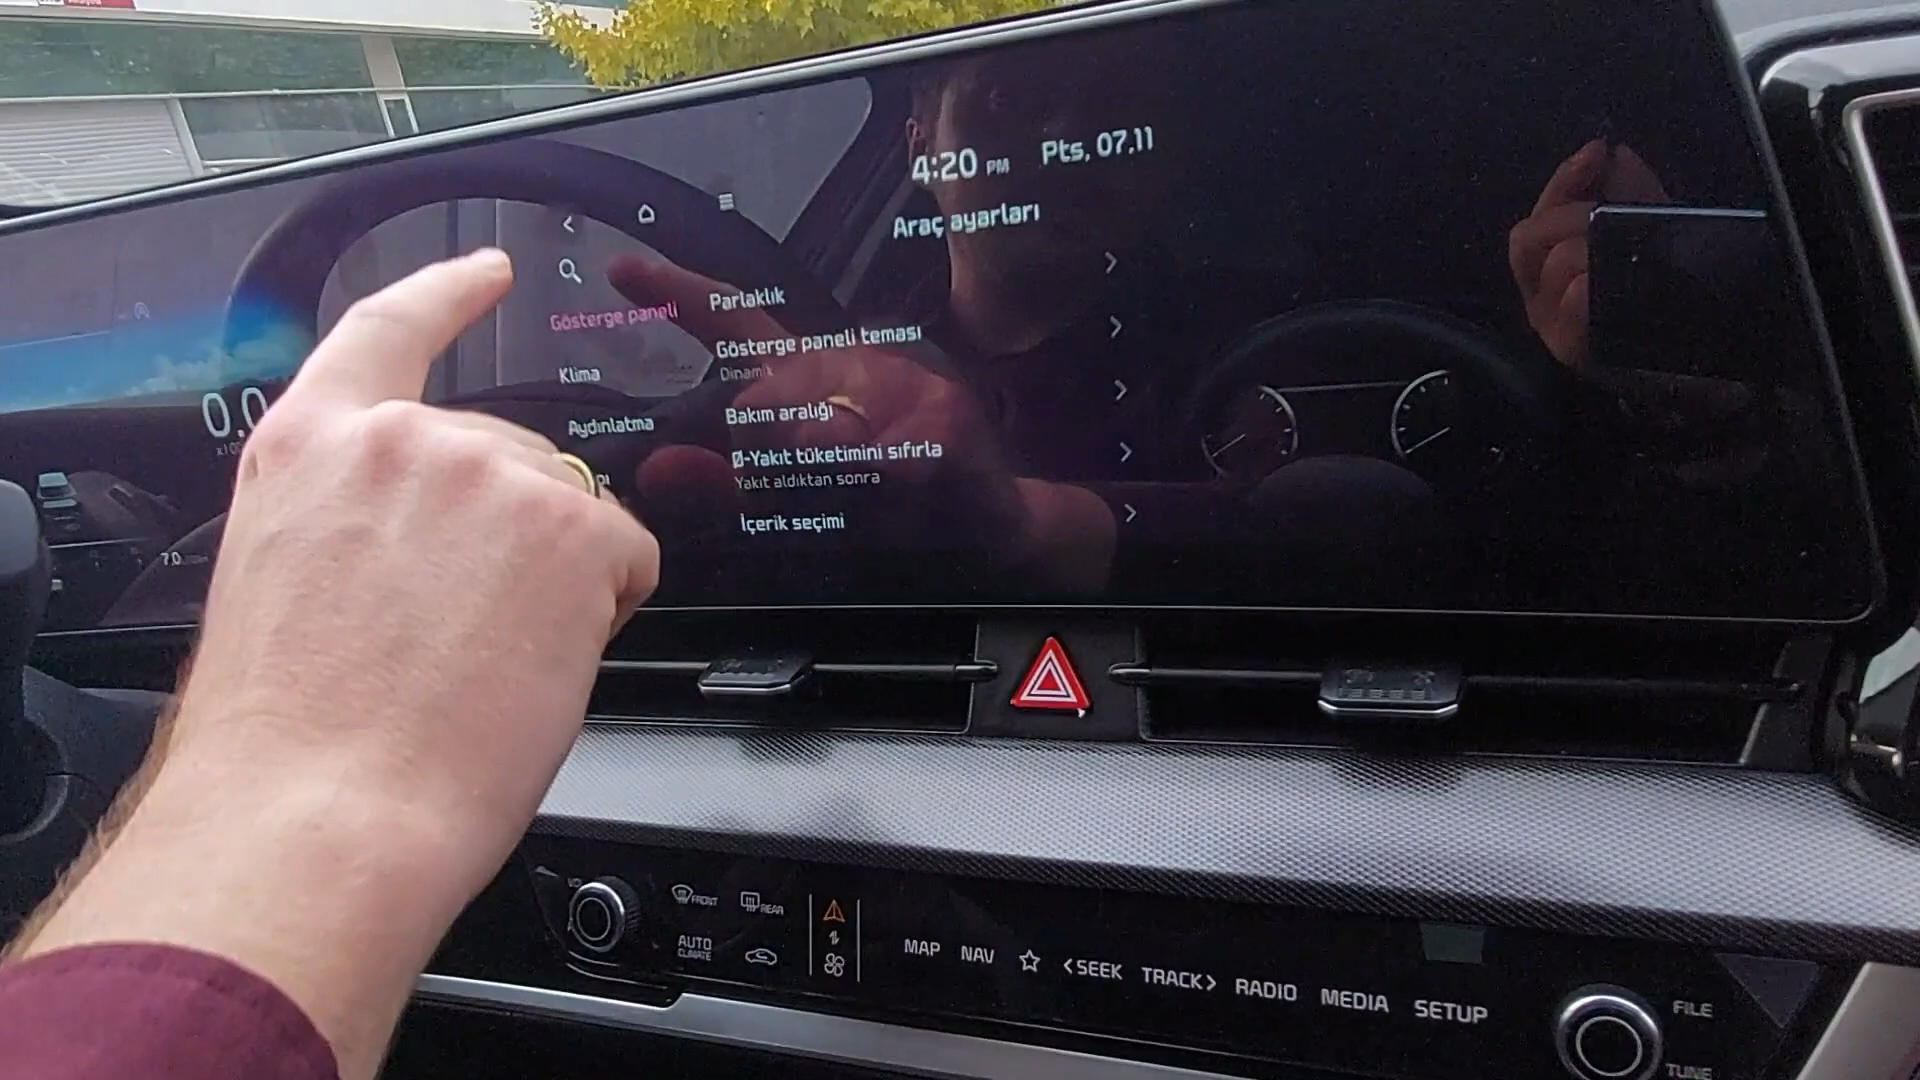 4:20 PM Pts, 07.11
Araç ayarları
Gösterge paneli
Klima
Aydınlatma
Parlaklık
Gösterge paneli teması
Dinamik
Bakım aralığı
Ø-Yakıt tüketimini sıfırla
Yakıt aldıktan sonra
İçerik seçimi
0.0
7.0
FRONT
REAR
AUTO
CLIMATE
MAP
NAV
<SEEK
TRACK>
RADIO
MEDIA
SETUP
FILE
TUNE